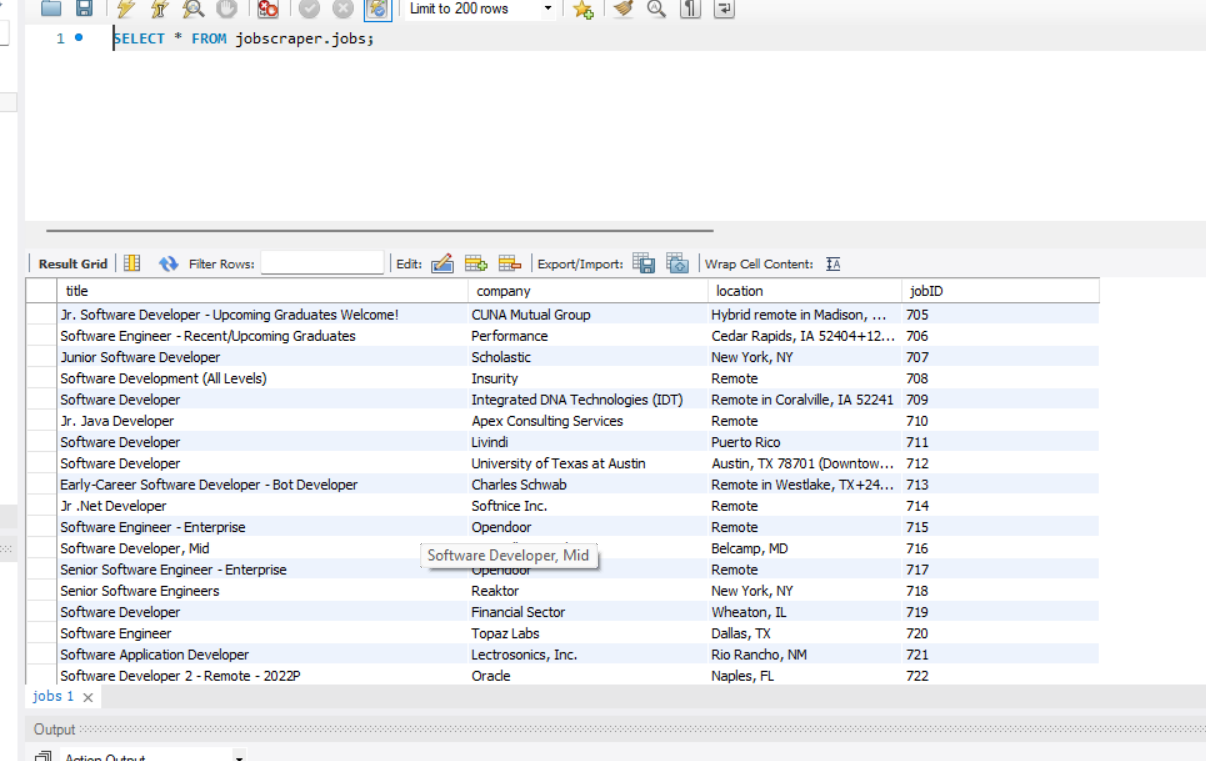 Limit to 200 rows
1 SELECT * FROM jobscraper.jobs;
Result Grid Filter Rows: Edit: Export/Import: Wrap Cell Content:
title company location jobID
Jr. Software Developer - Upcoming Graduates Welcome! CUNA Mutual Group Hybrid remote in Madison, ... 705
Software Engineer - Recent/Upcoming Graduates Performance Cedar Rapids, IA 52404+12... 706
Junior Software Developer Scholastic New York, NY 707
Software Development (All Levels) Insurity Remote 708
Software Developer Integrated DNA Technologies (IDT) Remote in Coralville, IA 52241 709
Jr. Java Developer Apex Consulting Services Remote 710
Software Developer Livindi Puerto Rico 711
Software Developer University of Texas at Austin Austin, TX 78701 (Downtow... 712
Early-Career Software Developer - Bot Developer Charles Schwab Remote in Westlake, TX+24... 713
Jr .Net Developer Softnice Inc. Remote 714
Software Engineer - Enterprise Opendoor Remote 715
Software Developer, Mid Belcamp, MD 716
Software Developer, Mid
Senior Software Engineer - Enterprise Opendoor Remote 717
Senior Software Engineers Reaktor New York, NY 718
Software Developer Financial Sector Wheaton, IL 719
Software Engineer Topaz Labs Dallas, TX 720
Software Application Developer Lectrosonics, Inc. Rio Rancho, NM 721
Software Developer 2 - Remote - 2022P Oracle Naples, FL 722
jobs 1
Output
Action Output